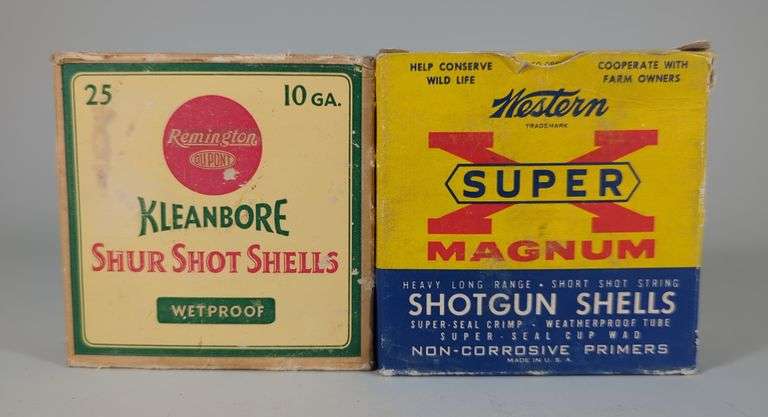 25
10 GA.
Remington
DUPONT
KLEANBORE
SHUR SHOT SHELLS
WETPROOF
HELP CONSERVE
WILD LIFE
COOPERATE WITH
FARM OWNERS
Western
TRADEMARK
X
SUPER
MAGNUM
HEAVY LONG RANGE • SHORT SHOT STRING
SHOTGUN SHELLS
SUPER-SEAL CRIMP - WEATHERPROOF TUBE
SUPER-SEAL CUP WAD
NON-CORROSIVE PRIMERS
MADE IN U.S.A.